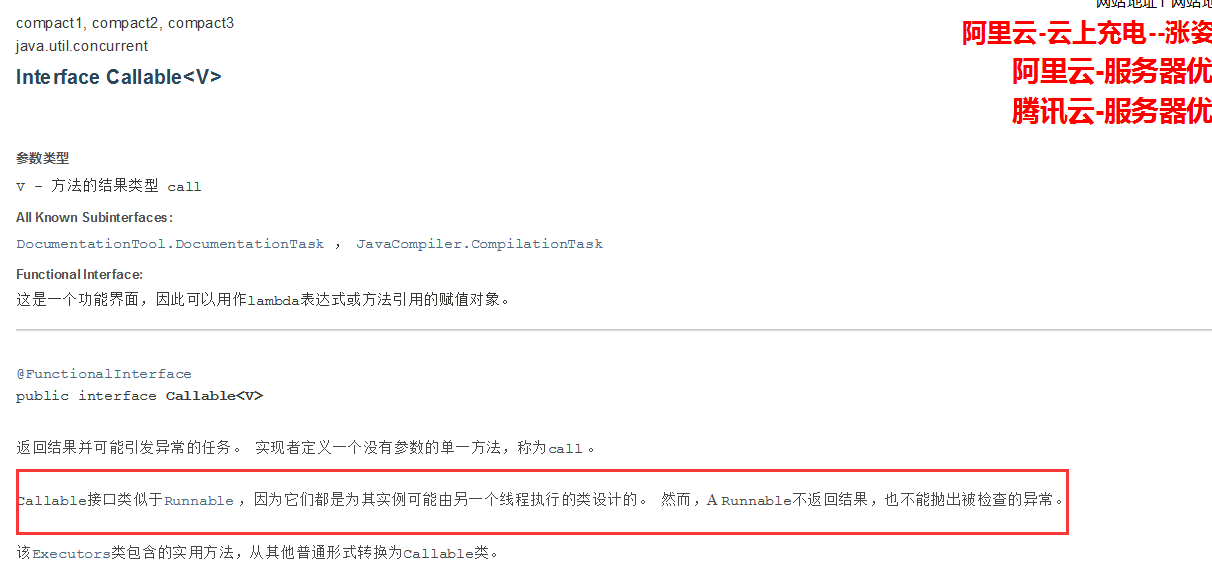 网站地址1网站地
compact1, compact2, compact3
阿里云-云上充电--涨姿
java.util.concurrent
Interface Callable<V>
阿里云-服务器优
腾讯云-服务器优
参数类型
V - 方法的结果类型 call
All Known Subinterfaces:
DocumentationTool.DocumentationTask , JavaCompiler.CompilationTask
Functional Interface:
这是一个功能界面，因此可以用作lambda表达式或方法引用的赋值对象。
@FunctionalInterface
public interface Callable<V>
返回结果并可能引发异常的任务。 实现者定义一个没有参数的单一方法，称为call 。
Callable接口类似于Runnable ，因为它们都是为其实例可能由另一个线程执行的类设计的。 然而，A Runnable不返回结果，也不能抛出被检查的异常。
该Executors类包含的实用方法，从其他普通形式转换为Callable类。